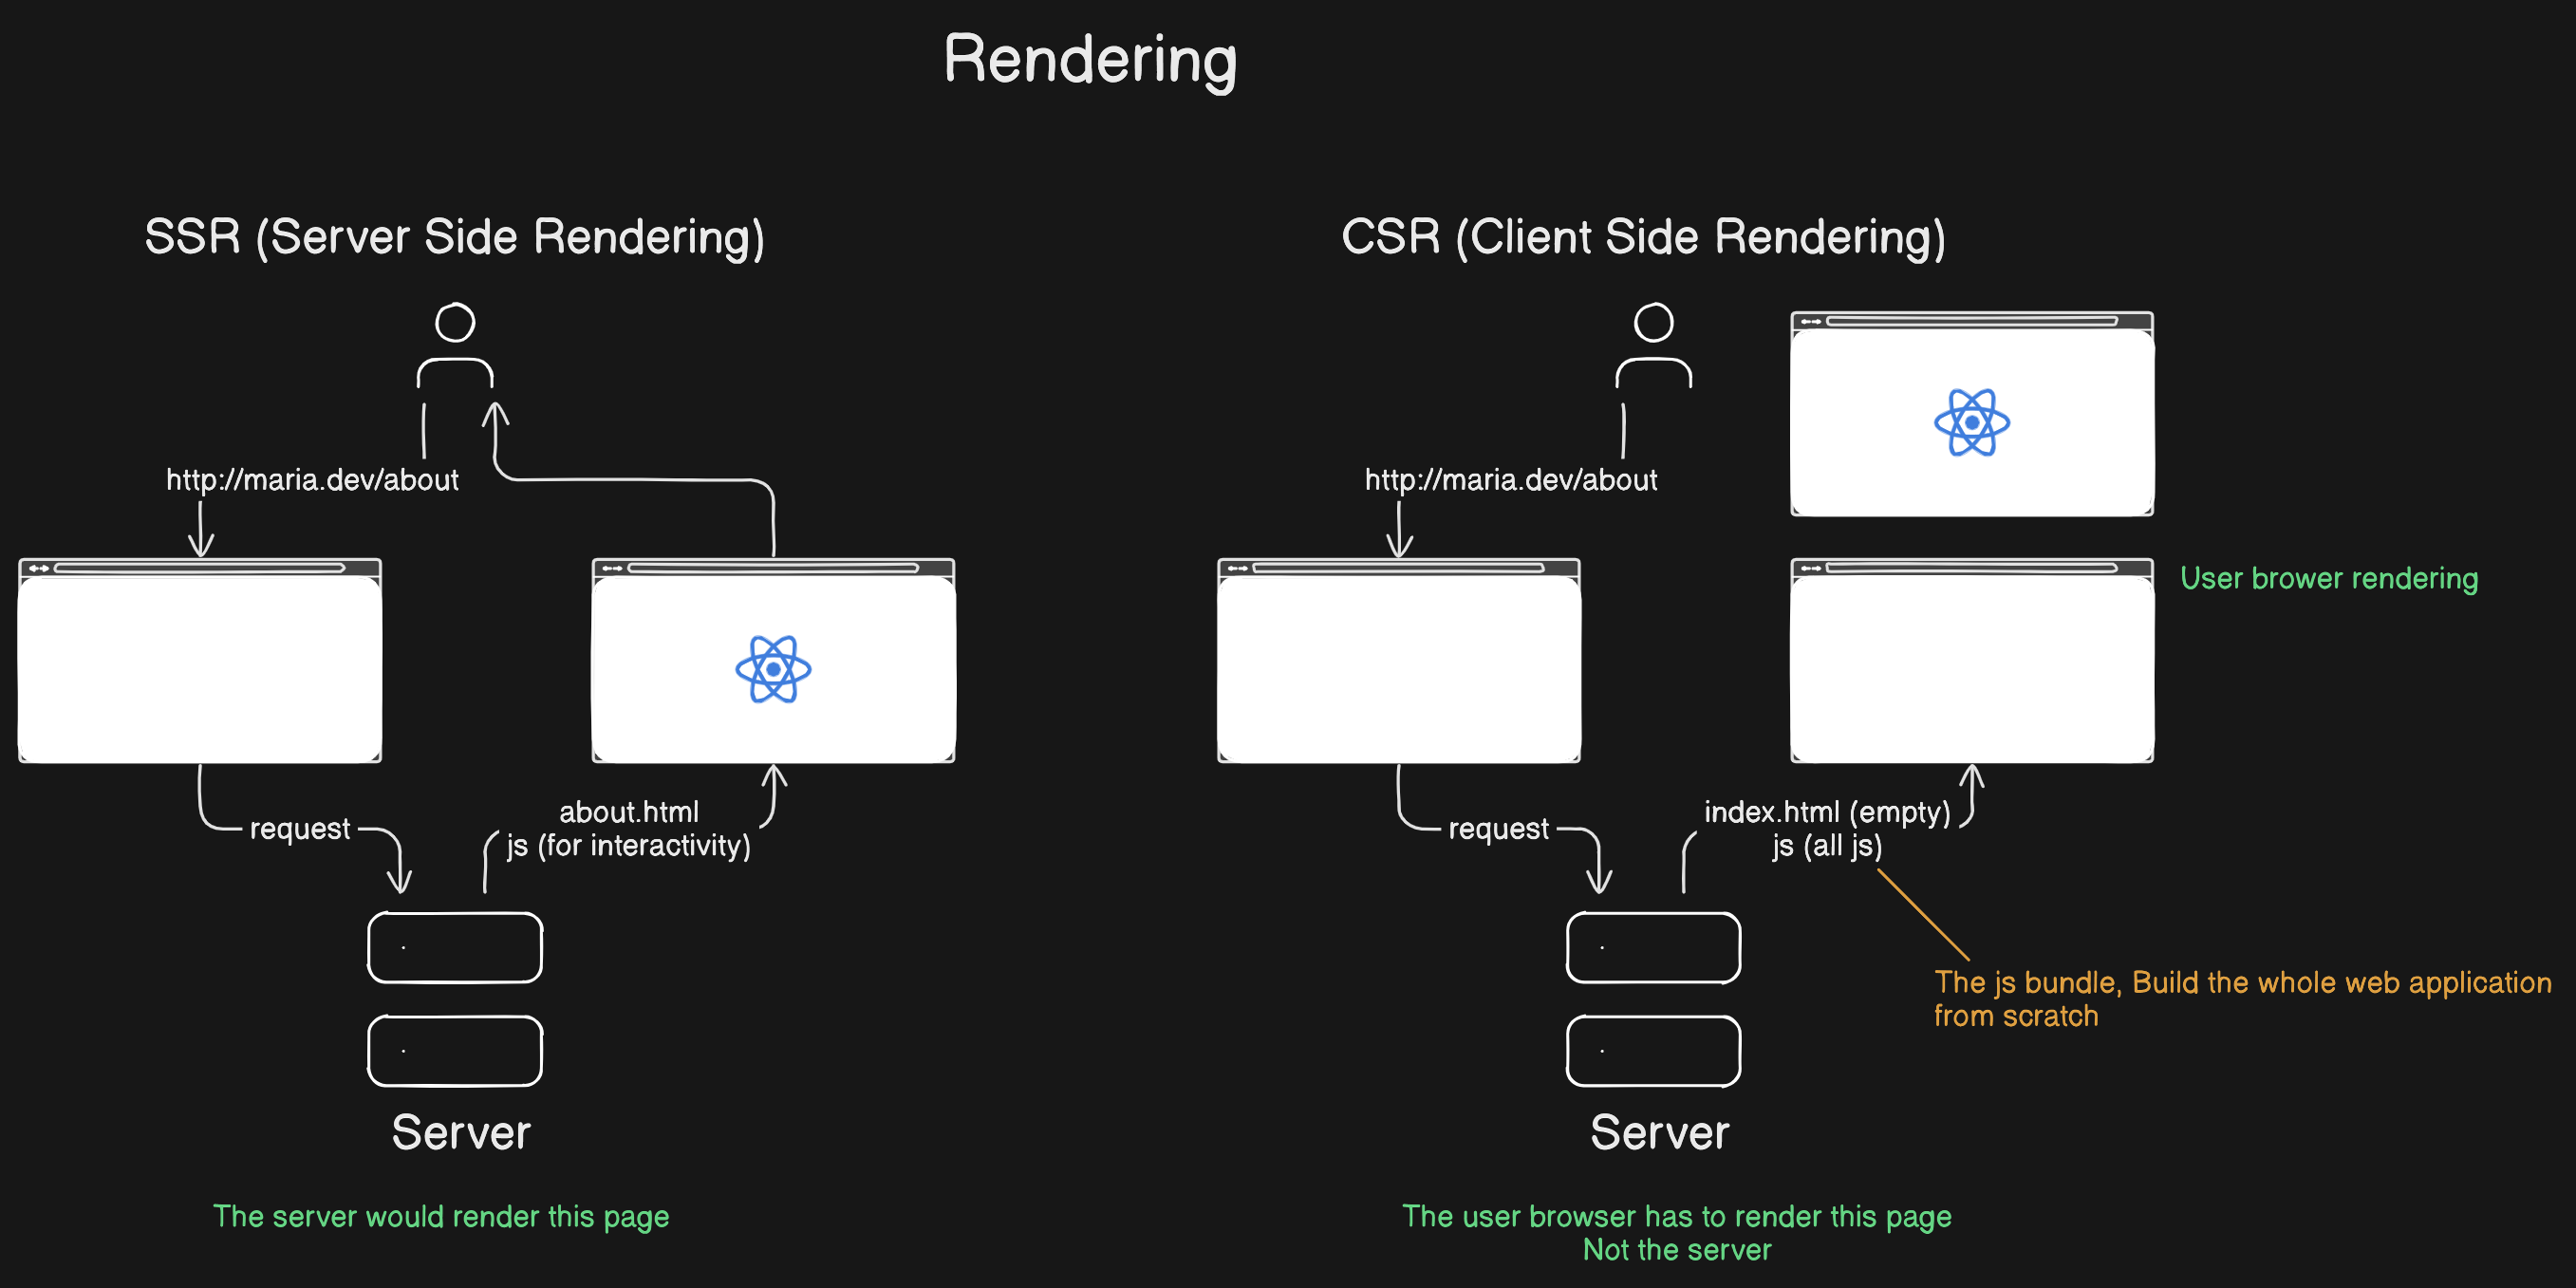 Rendering
SSR (Server Side Rendering)
http://maria.dev/about
request
about.html
js (for interactivity)
Server
The server would render this page
CSR (Client Side Rendering)
http://maria.dev/about
User brower rendering
request
index.html (empty)
js (all js)
The js bundle, Build the whole web application
from scratch
Server
The user browser has to render this page
Not the server